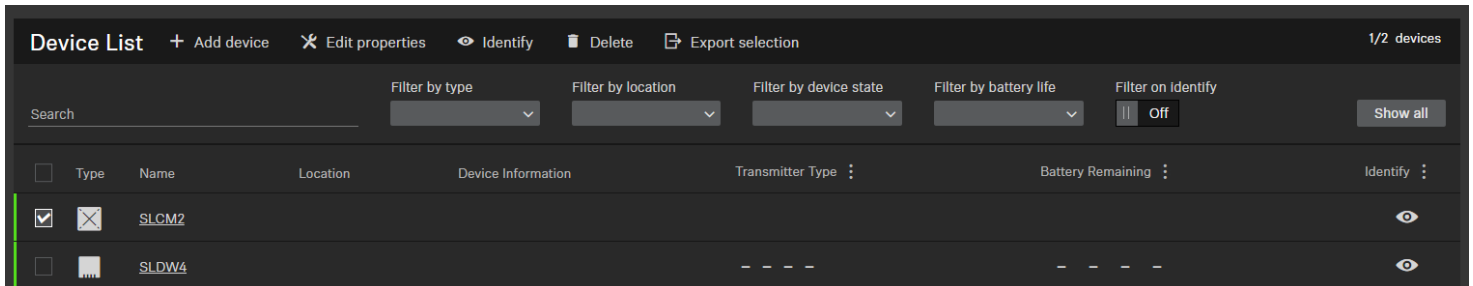 Device List + Add device Edit properties Identify Delete Export selection 1/2 devices
Filter by type Filter by location Filter by device state Filter by battery life Filter on identify
Search Off Show all
Type Name Location Device Information Transmitter Type Battery Remaining Identify
SLCM2
SLDW4 – – – – – – – –